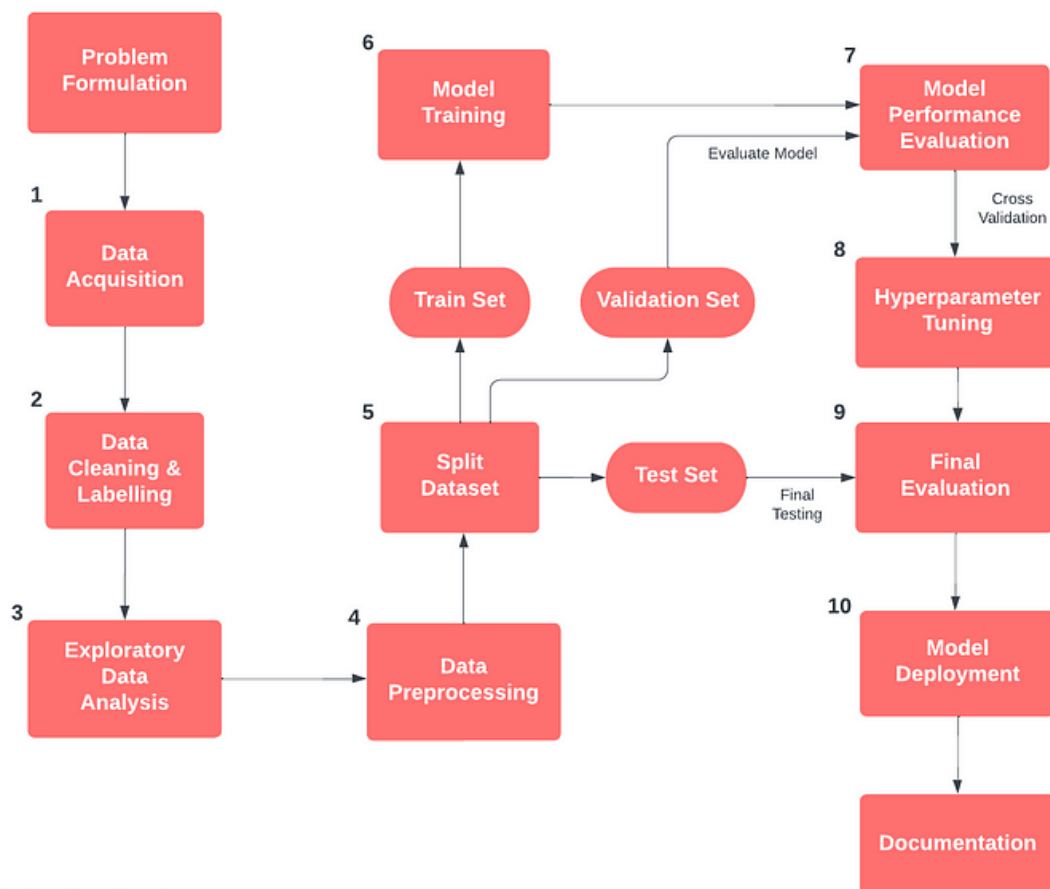 Problem
Formulation
1
Data
Acquisition
2
Data
Cleaning &
Labelling
3
Exploratory
Data
Analysis
4
Data
Preprocessing
5
Split
Dataset
Train Set
Validation Set
Test Set
6
Model
Training
Evaluate Model
7
Model
Performance
Evaluation
Cross
Validation
8
Hyperparameter
Tuning
Final
Testing
9
Final
Evaluation
10
Model
Deployment
Documentation